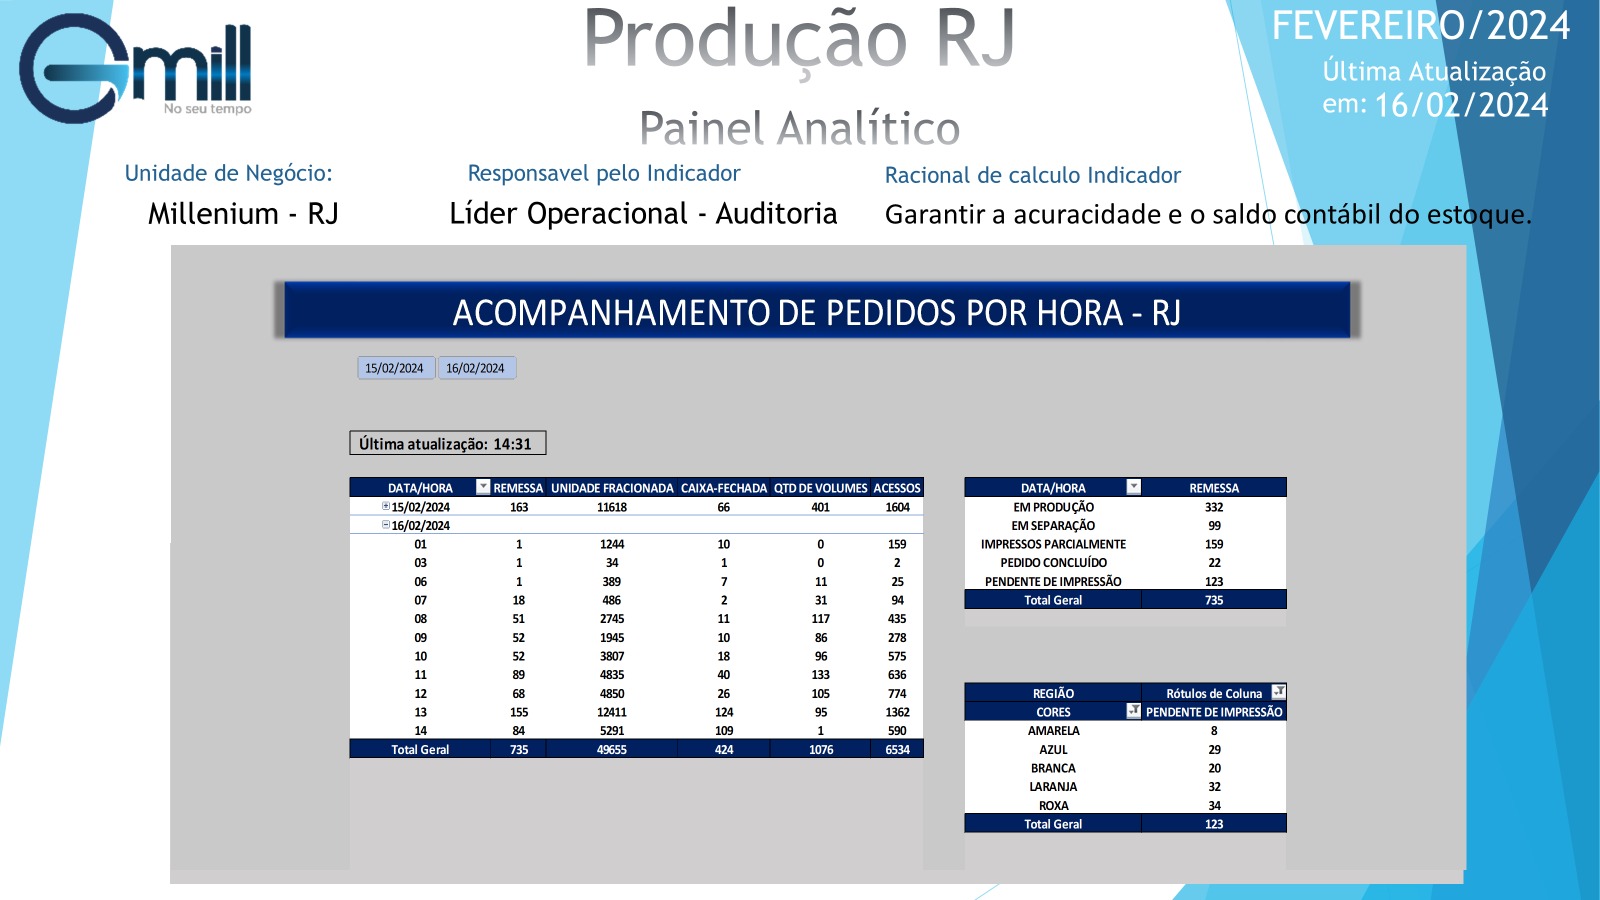 Gmill
No seu tempo
Produção RJ
Painel Analítico
FEVEREIRO/2024
Última Atualização
em: 16/02/2024
Unidade de Negócio:
Millenium - RJ
Responsavel pelo Indicador
Líder Operacional - Auditoria
Racional de calculo Indicador
Garantir a acuracidade e o saldo contábil do estoque.
ACOMPANHAMENTO DE PEDIDOS POR HORA - RJ
15/02/2024 16/02/2024
Última atualização: 14:31
DATA/HORA REMESSA UNIDADE FRACIONADA CAIXA-FECHADA QTD DE VOLUMES ACESSOS
15/02/2024 163 11618 66 401 1604
16/02/2024
01 1 1244 10 0 159
03 1 34 1 0 2
06 1 389 7 11 25
07 18 486 2 31 94
08 51 2745 11 117 435
09 52 1945 10 86 278
10 52 3807 18 96 575
11 89 4835 40 133 636
12 68 4850 26 105 774
13 155 12411 124 95 1362
14 84 5291 109 1 590
Total Geral 735 49655 424 1076 6534
DATA/HORA REMESSA
EM PRODUÇÃO 332
EM SEPARAÇÃO 99
IMPRESSOS PARCIALMENTE 159
PEDIDO CONCLUÍDO 22
PENDENTE DE IMPRESSÃO 123
Total Geral 735
REGIÃO Rótulos de Coluna
CORES PENDENTE DE IMPRESSÃO
AMARELA 8
AZUL 29
BRANCA 20
LARANJA 32
ROXA 34
Total Geral 123